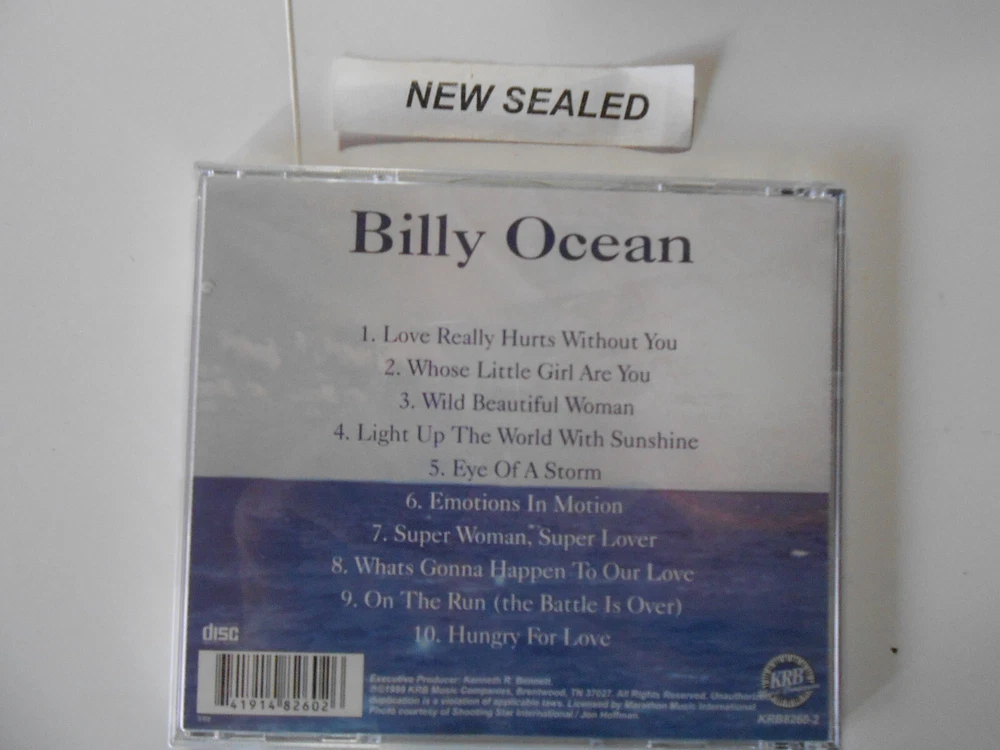 NEW SEALED
Billy Ocean
1. Love Really Hurts Without You
2. Whose Little Girl Are You
3. Wild Beautiful Woman
4. Light Up The World With Sunshine
5. Eye Of A Storm
6. Emotions In Motion
7. Super Woman, Super Lover
8. Whats Gonna Happen To Our Love
9. On The Run (the Battle Is Over)
10. Hungry For Love
disc
41914 82602
Executive Producer: Kenneth R.
KRB Music Companies, Brentwood, TN 37027. All Rights Reserved. Unauthorized
duplication is a violation of applicable laws. Licensed by Marathon Music International
Photo courtesy of Shooting Star International / Jon Hoffman
KRB